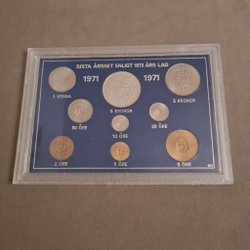 SISTA ÅRSSET ENLIGT 1873 ÅRS LAG
1971 1971
1 KRONA 5 KRONOR 2 KRONOR
50 ÖRE 10 ÖRE 25 ÖRE
2 ÖRE 1 ÖRE 5 ÖRE